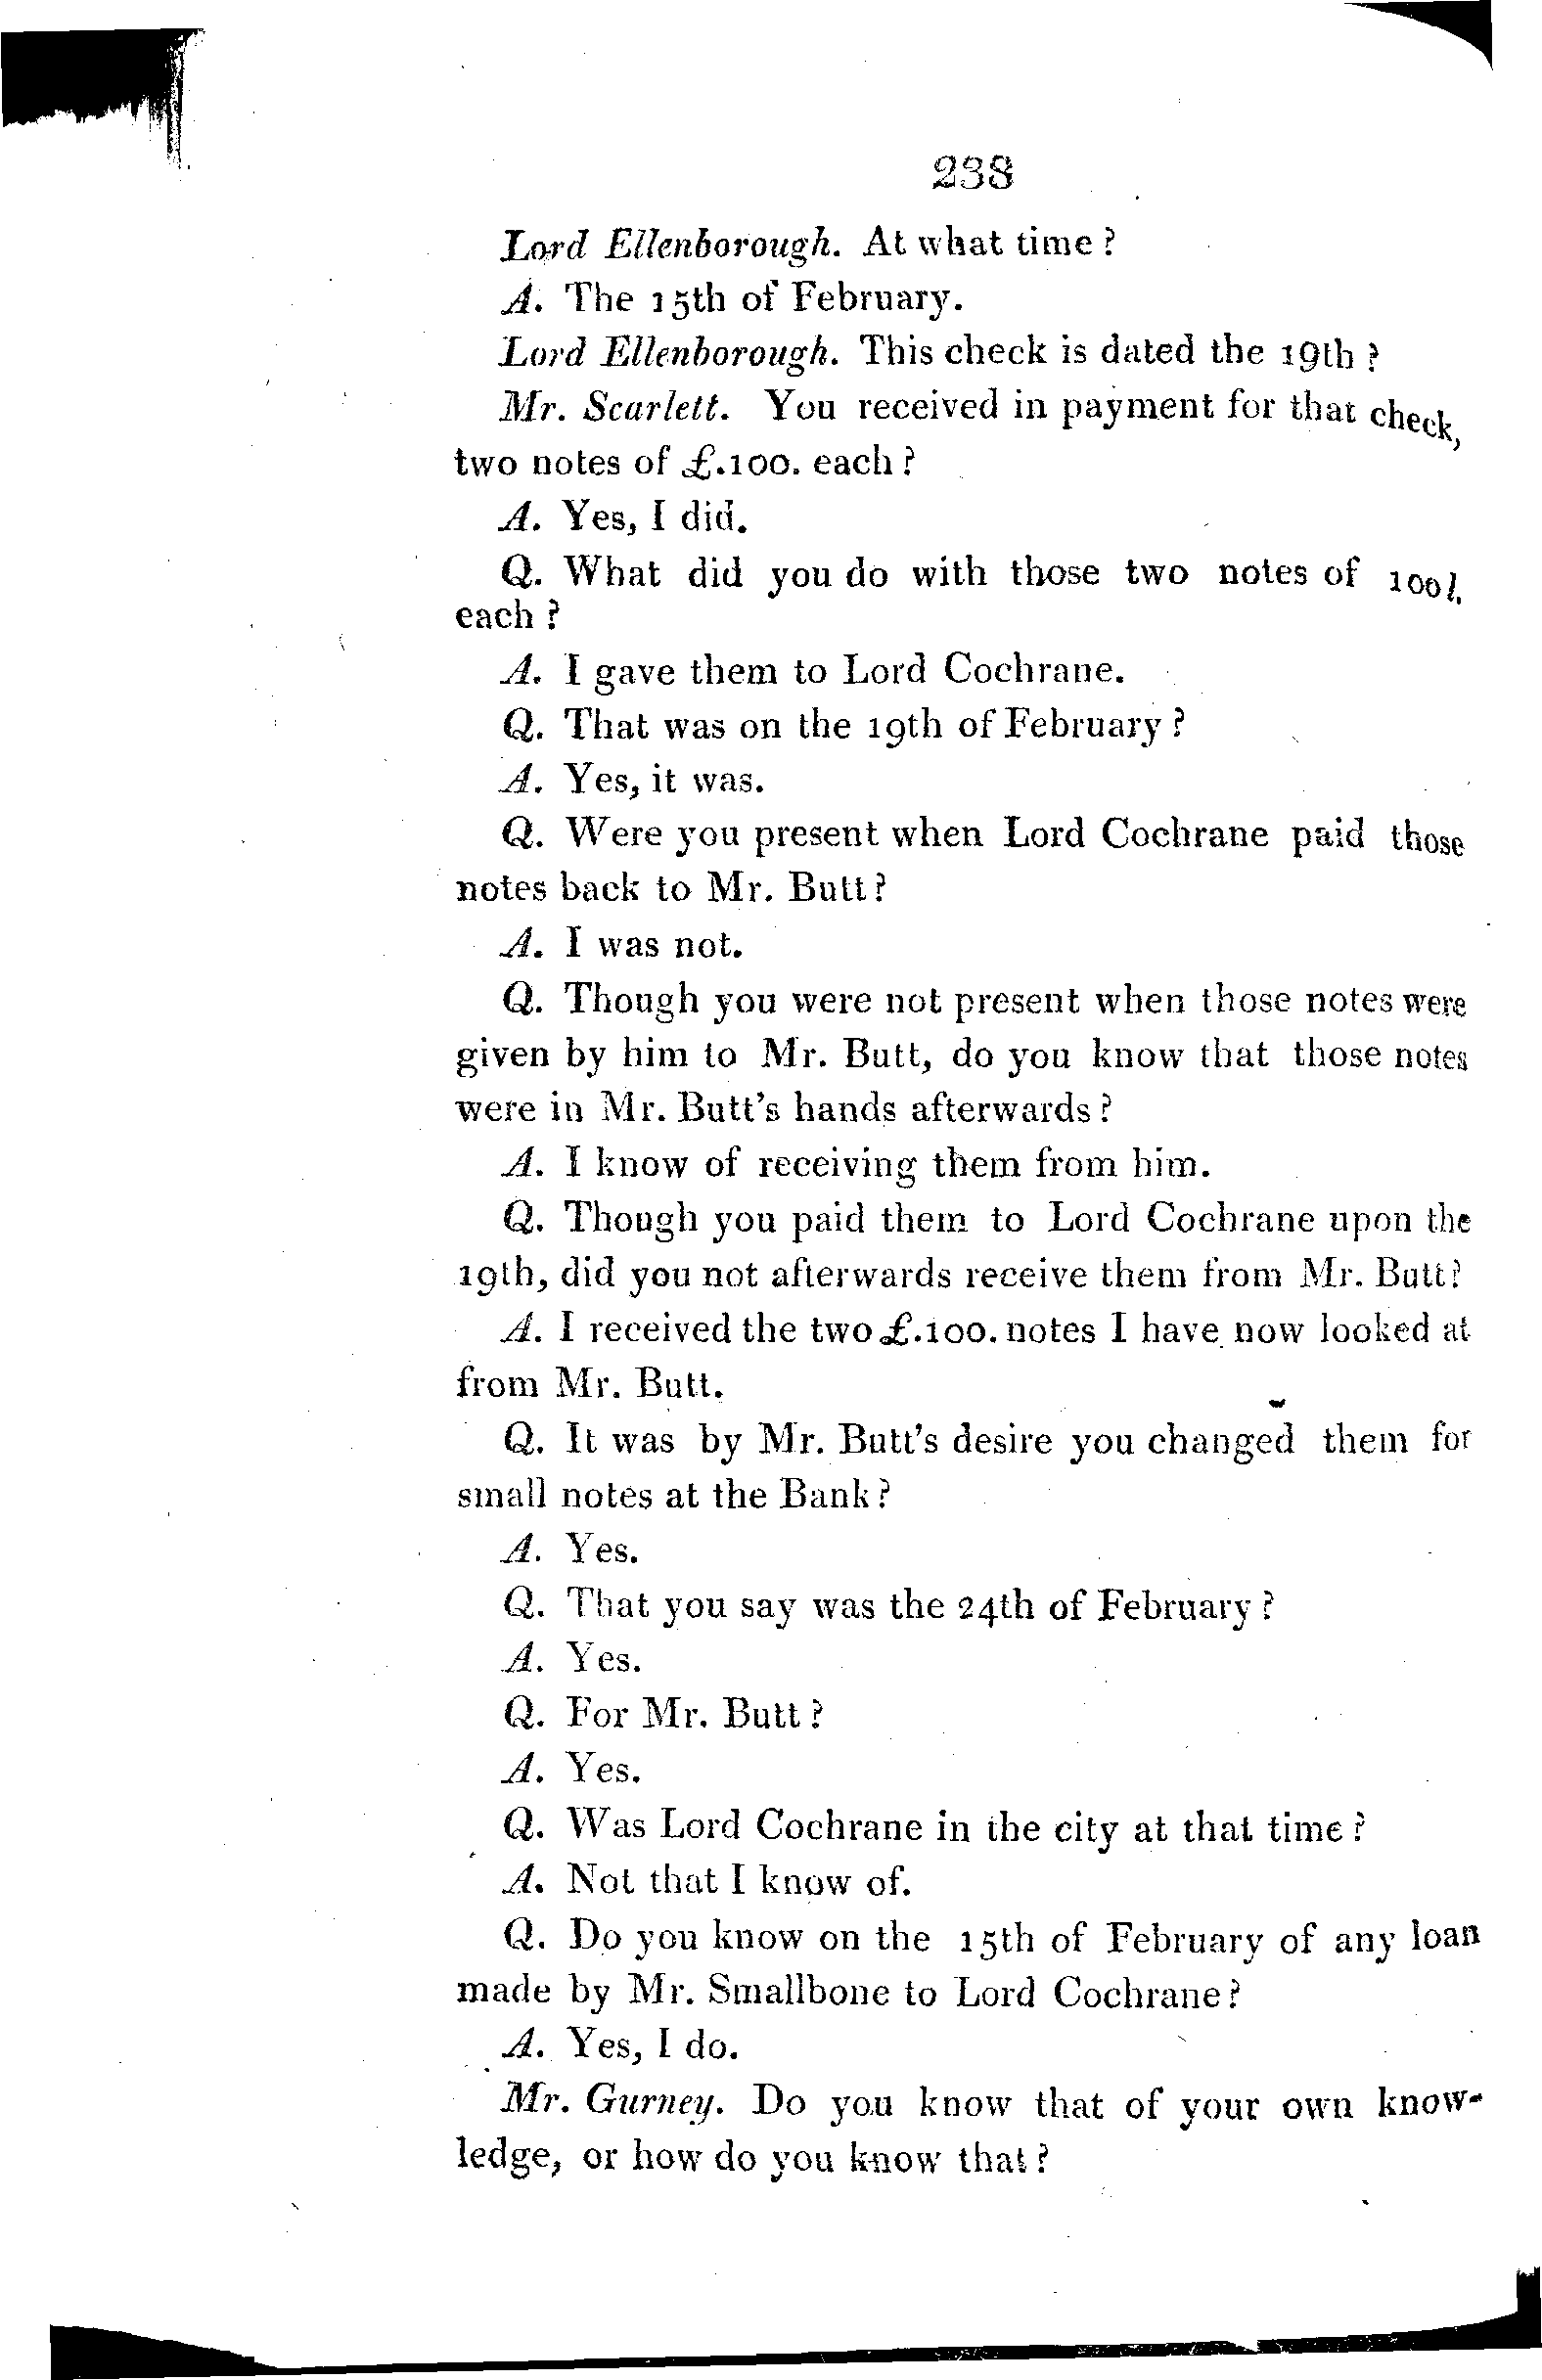 238
Lord Ellenborough. At what time?
A. The 15th of February.
Lord Ellenborough. This check is dated the 19th?
Mr. Scarlett. You received in payment for that check,
two notes of £.100. each?
A. Yes, I did.
Q. What did you do with those two notes of 100l.
each?
A. I gave them to Lord Cochrane.
Q. That was on the 19th of February?
A. Yes, it was.
Q. Were you present when Lord Cochrane paid those
notes back to Mr. Butt?
A. I was not.
Q. Though you were not present when those notes were
given by him to Mr. Butt, do you know that those notes
were in Mr. Butt's hands afterwards?
A. I know of receiving them from him.
Q. Though you paid them to Lord Cochrane upon the
19th, did you not afterwards receive them from Mr. Butt?
A. I received the two £.100. notes I have now looked at
from Mr. Butt.
Q. It was by Mr. Butt's desire you changed them for
small notes at the Bank?
A. Yes.
Q. That you say was the 24th of February?
A. Yes.
Q. For Mr. Butt?
A. Yes.
Q. Was Lord Cochrane in the city at that time?
A. Not that I know of.
Q. Do you know on the 15th of February of any loan
made by Mr. Smallbone to Lord Cochrane?
A. Yes, I do.
Mr. Gurney. Do you know that of your own know-
ledge, or how do you know that?